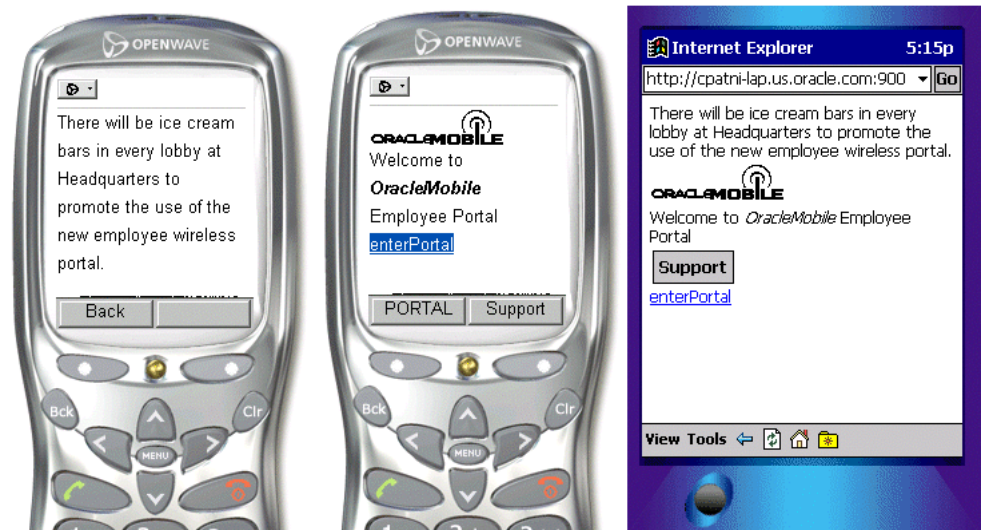 OPENWAVE
There will be ice cream
bars in every lobby at
Headquarters to
promote the use of the
new employee wireless
portal.
Back
Bck
Clr
MENU
OPENWAVE
ORACLEMOBILE
Welcome to
OracleMobile
Employee Portal
enterPortal
PORTAL Support
Bck
Clr
MENU
Internet Explorer 5:15p
http://cpatni-lap.us.oracle.com:900 Go
There will be ice cream bars in every
lobby at Headquarters to promote the
use of the new employee wireless portal.
ORACLEMOBILE
Welcome to OracleMobile Employee
Portal
Support
enterPortal
View Tools